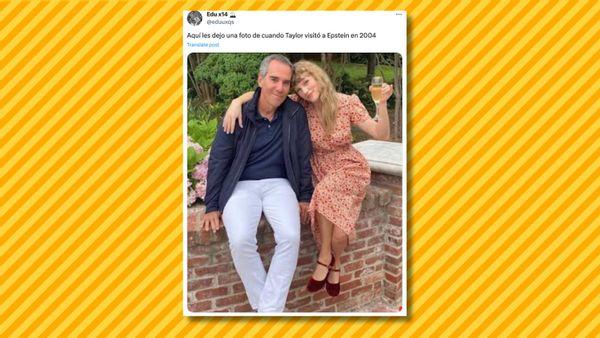 Edu x14
@eduuxqs
Aquí les dejo una foto de cuando Taylor visitó a Epstein en 2004
Translate post